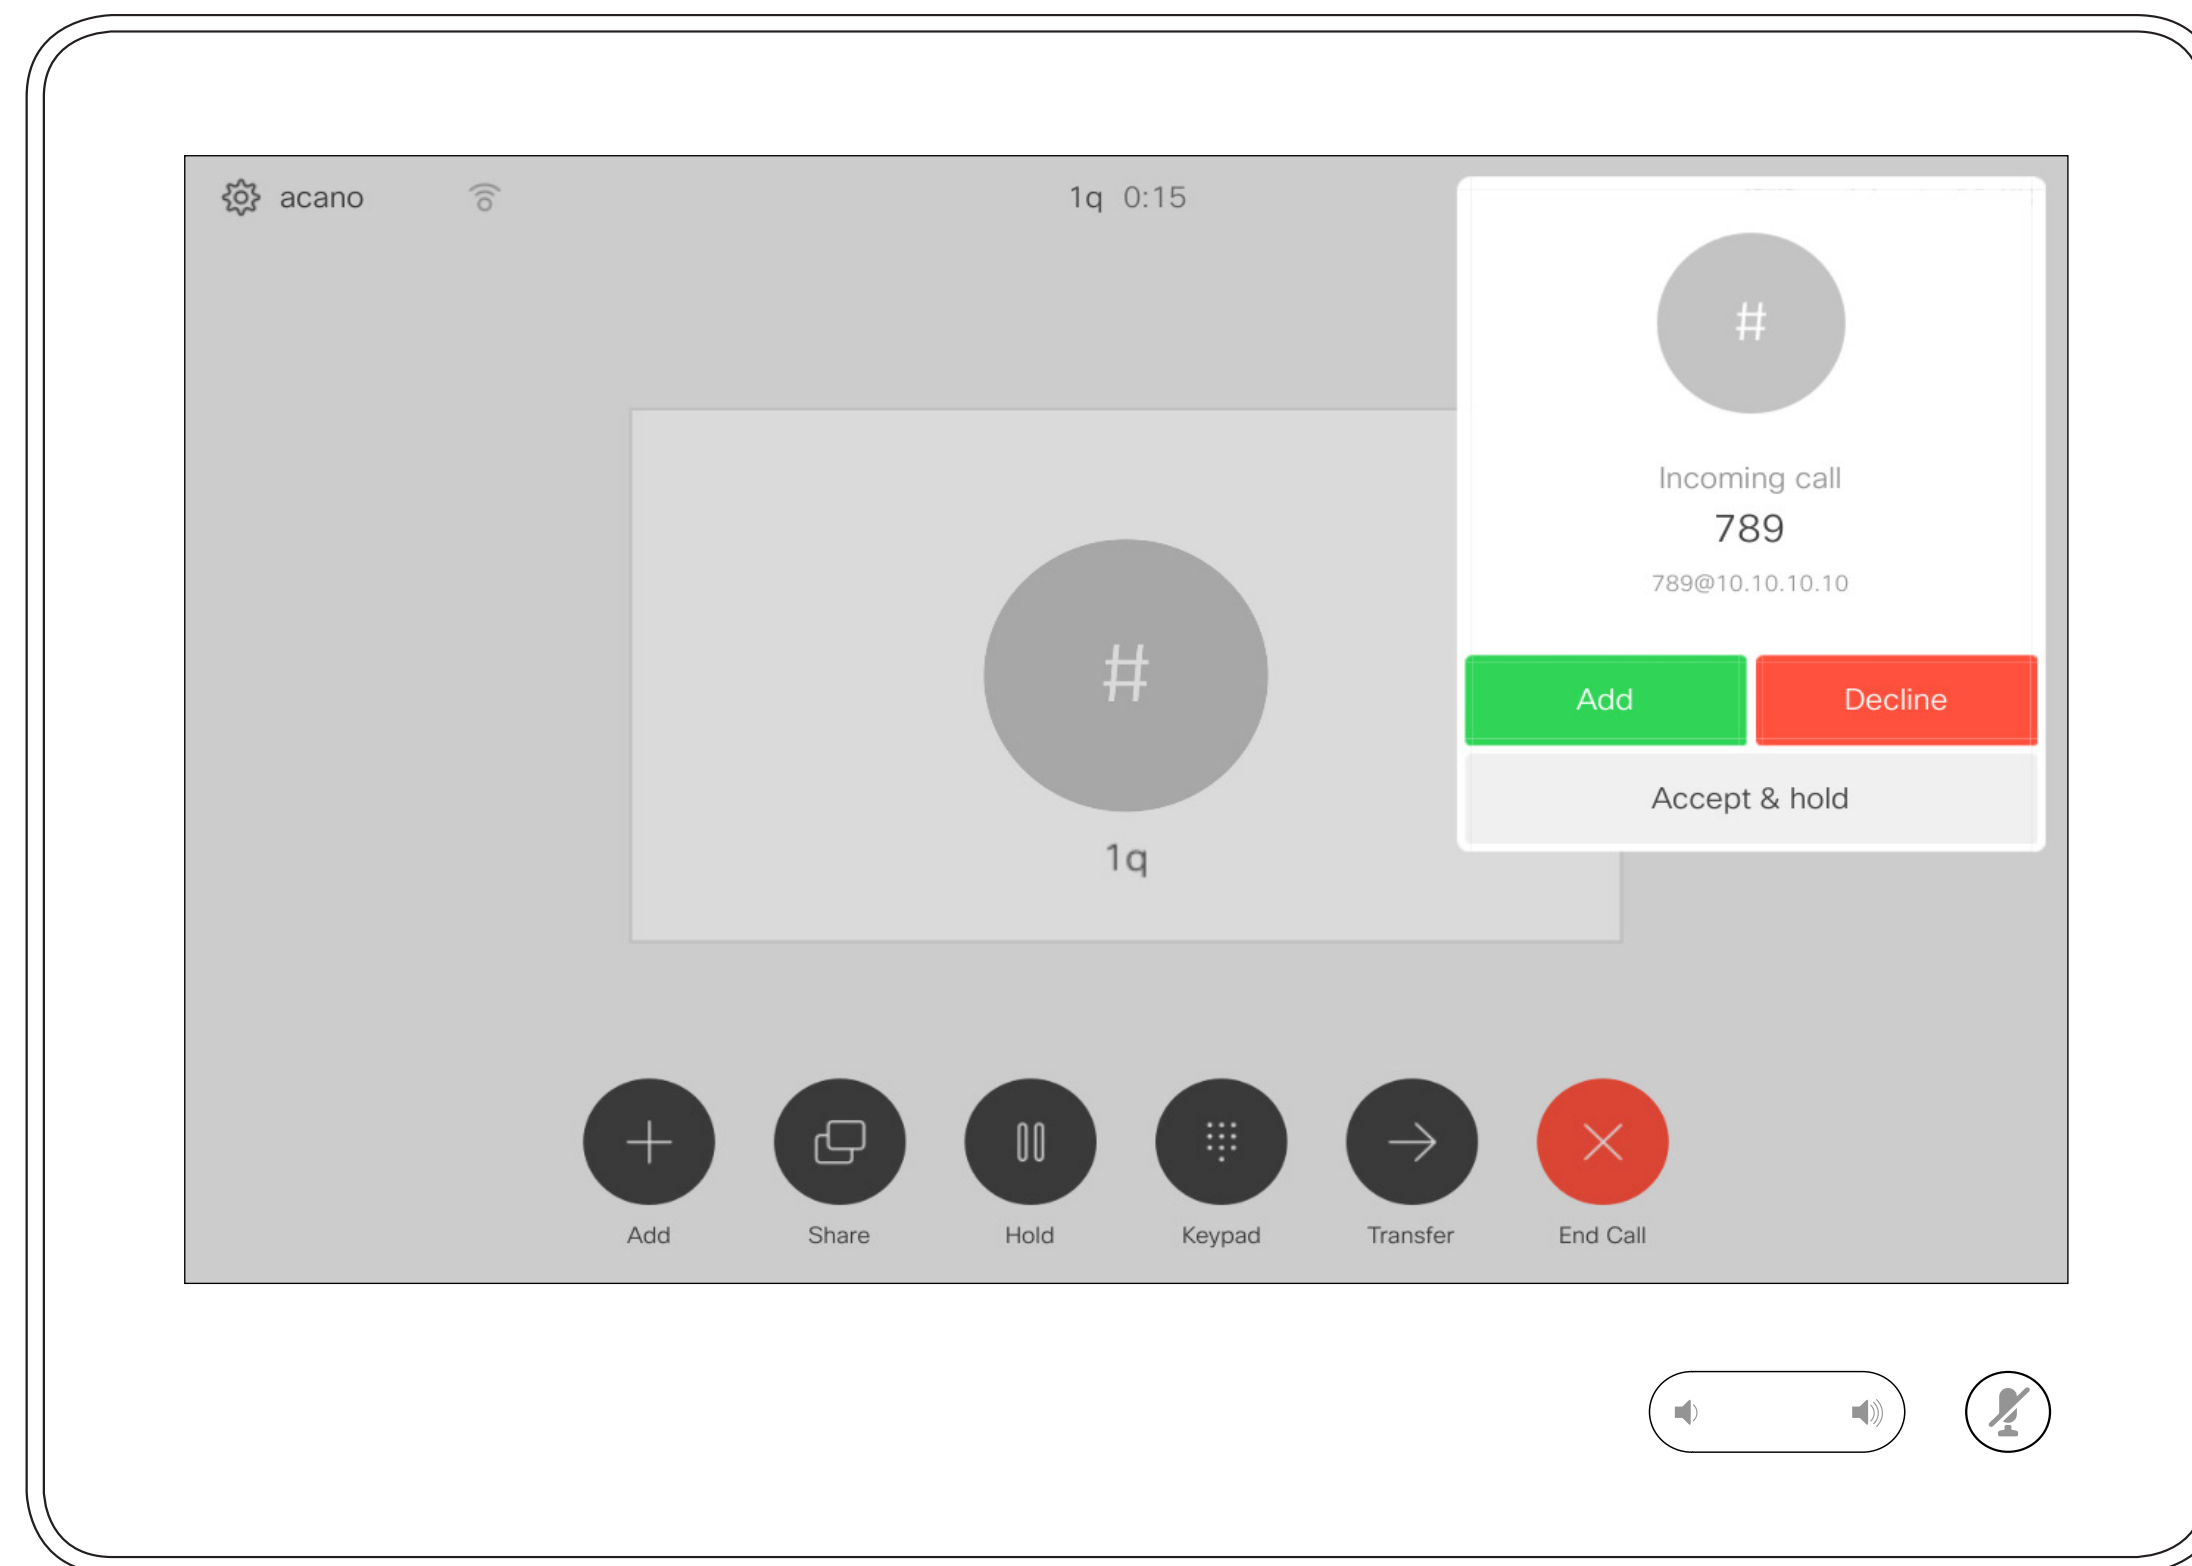 acano
1q 0:15
#
Incoming call
789
789@10.10.10.10
Add
Decline
Accept & hold
#
1q
Add
Share
Hold
Keypad
Transfer
End Call